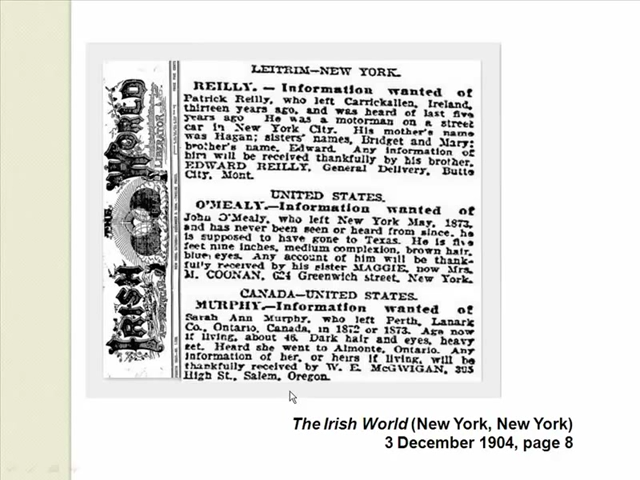 THE IRISH WORLD
LIBERATOR
LEITRIM—NEW YORK.
REILLY. — Information wanted of
Patrick Reilly, who left Carrickallen, Ireland,
thirteen years ago, and was heard of last five
years ago He was a motorman on a street
car in New York City. His mother's name
was Hagan; sisters' names, Bridget and Mary;
brother's name, Edward. Any information of
him will be received thankfully by his brother,
EDWARD REILLY, General Delivery, Butte
City, Mont.
UNITED STATES.
O'MEALY.—Information wanted of
John O'Mealy, who left New York May, 1873,
and has never been seen or heard from since, he
is supposed to have gone to Texas. He is five
feet nine inches, medium complexion, brown hair,
blue eyes. Any account of him will be thank-
fully received by his sister MAGGIE, now Mrs.
M. COONAN, 624 Greenwich street, New York.
CANADA—UNITED STATES.
MURPHY.—Information wanted of
Sarah Ann Murphy, who left Perth, Lanark
Co., Ontario, Canada, in 1872 or 1873. Age now
if living, about 46. Dark hair and eyes, heavy
set. Heard she went to Almonte, Ontario. Any
information of her, or heirs if living, will be
thankfully received by W. E. McGWIGAN, 395
High St., Salem, Oregon.
The Irish World (New York, New York)
3 December 1904, page 8